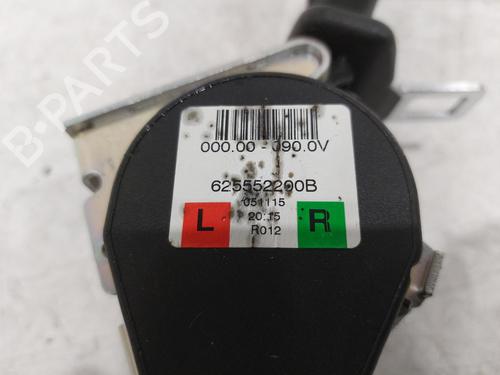 B-PARTS
000.00 - 090.0V
625552200B
051115
20:15
L R
R012